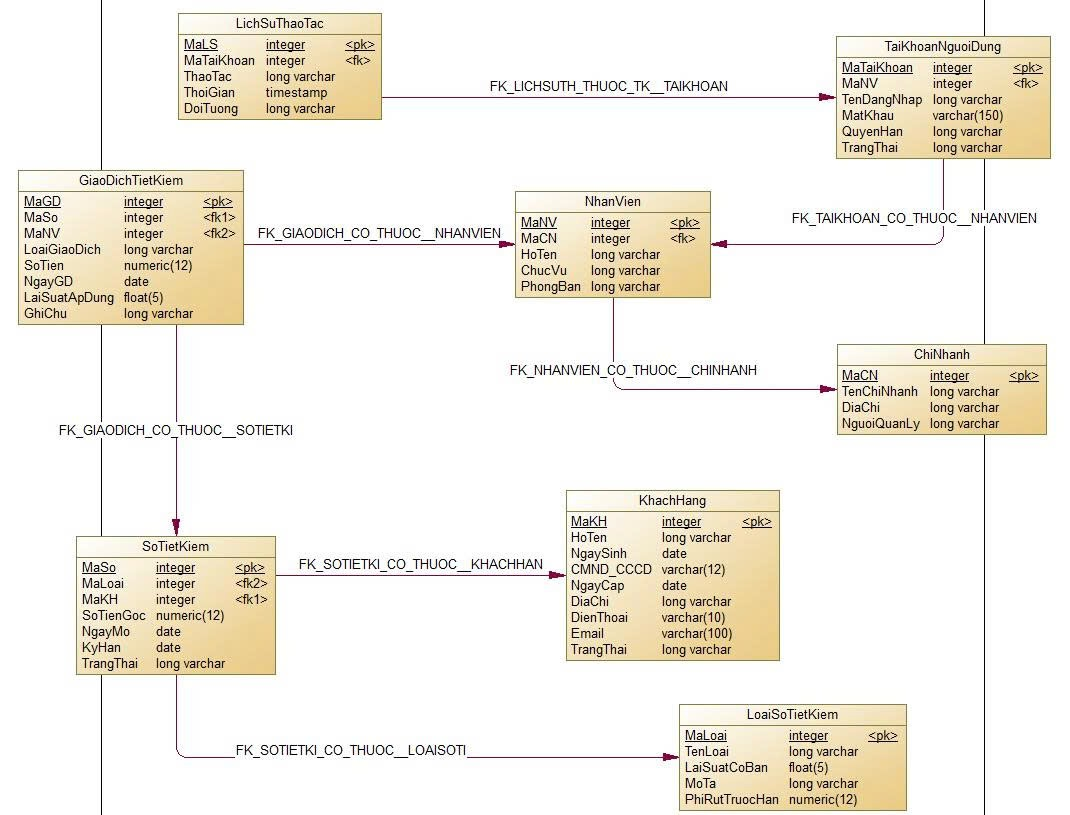 LichSuThaoTac
MaLS integer <pk>
MaTaiKhoan integer <fk>
ThaoTac long varchar
ThoiGian timestamp
DoiTuong long varchar
FK_LICHSUTH_THUOC_TK__TAIKHOAN
TaiKhoanNguoiDung
MaTaiKhoan integer <pk>
MaNV integer <fk>
TenDangNhap long varchar
MatKhau varchar(150)
QuyenHan long varchar
TrangThai long varchar
GiaoDichTietKiem
MaGD integer <pk>
MaSo integer <fk1>
MaNV integer <fk2>
LoaiGiaoDich long varchar
SoTien numeric(12)
NgayGD date
LaiSuatApDung float(5)
GhiChu long varchar
FK_GIAODICH_CO_THUOC__NHANVIEN
NhanVien
MaNV integer <pk>
MaCN integer <fk>
HoTen long varchar
ChucVu long varchar
PhongBan long varchar
FK_TAIKHOAN_CO_THUOC__NHANVIEN
FK_NHANVIEN_CO_THUOC__CHINHANH
ChiNhanh
MaCN integer <pk>
TenChiNhanh long varchar
DiaChi long varchar
NguoiQuanLy long varchar
FK_GIAODICH_CO_THUOC__SOTIETKI
SoTietKiem
MaSo integer <pk>
MaLoai integer <fk2>
MaKH integer <fk1>
SoTienGoc numeric(12)
NgayMo date
KyHan date
TrangThai long varchar
FK_SOTIETKI_CO_THUOC__KHACHHAN
KhachHang
MaKH integer <pk>
HoTen long varchar
NgaySinh date
CMND_CCCD varchar(12)
NgayCap date
DiaChi long varchar
DienThoai varchar(10)
Email varchar(100)
TrangThai long varchar
FK_SOTIETKI_CO_THUOC__LOAISOTI
LoaiSoTietKiem
MaLoai integer <pk>
TenLoai long varchar
LaiSuatCoBan float(5)
MoTa long varchar
PhiRutTruocHan numeric(12)